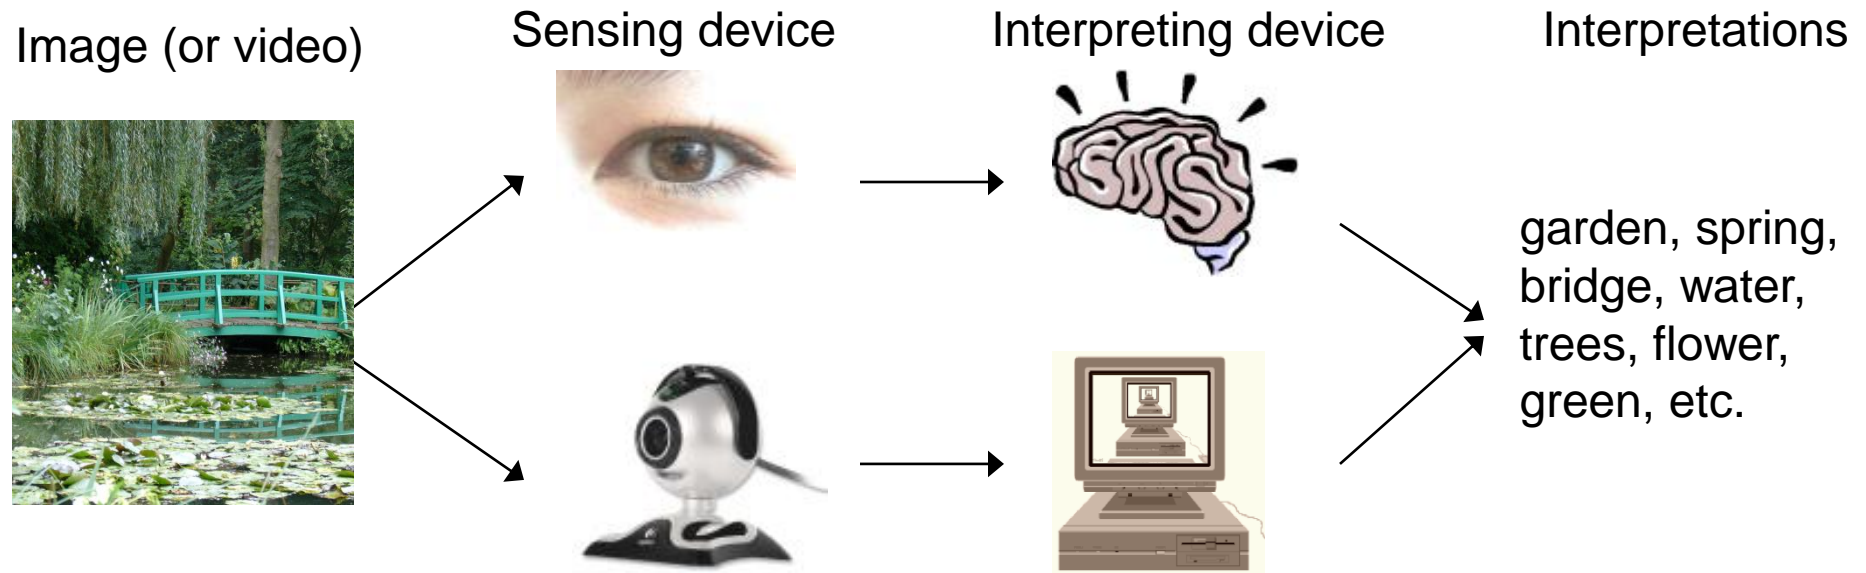 Image (or video)
Sensing device
Interpreting device
Interpretations
garden, spring,
bridge, water,
trees, flower,
green, etc.